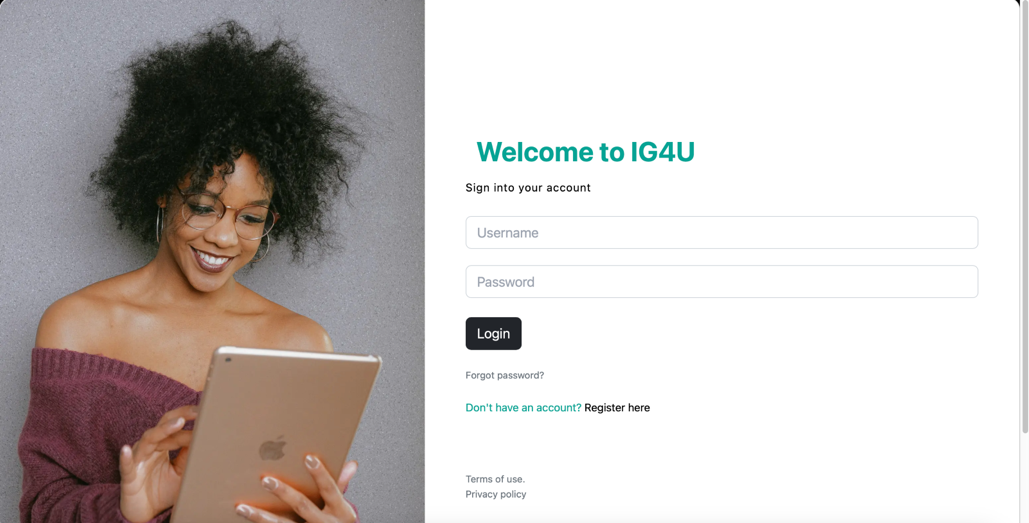 Welcome to IG4U
Sign into your account
Username
Password
Login
Forgot password?
Don't have an account? Register here
Terms of use.
Privacy policy